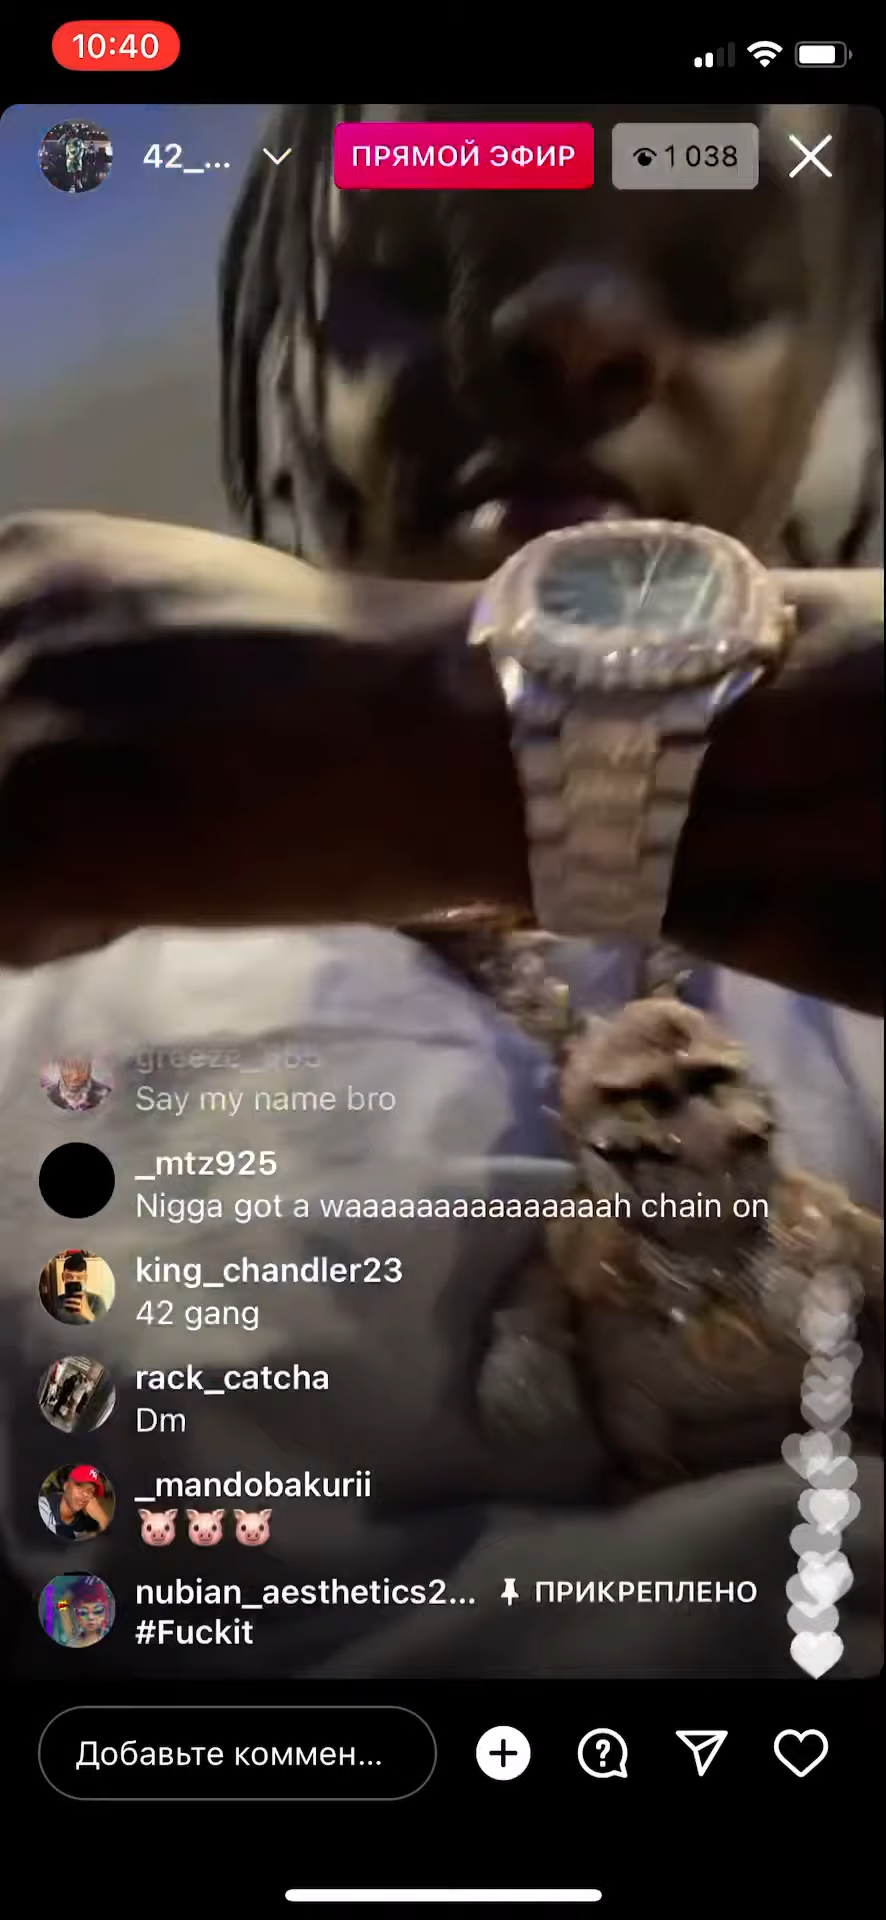 10:40
42_...
ПРЯМОЙ ЭФИР
1 038
Say my name bro
_mtz925
Nigga got a waaaaaaaaaaaaaaah chain on
king_chandler23
42 gang
rack_catcha
Dm
_mandobakurii
nubian_aesthetics2... ПРИКРЕПЛЕНО
#Fuckit
Добавьте коммен...